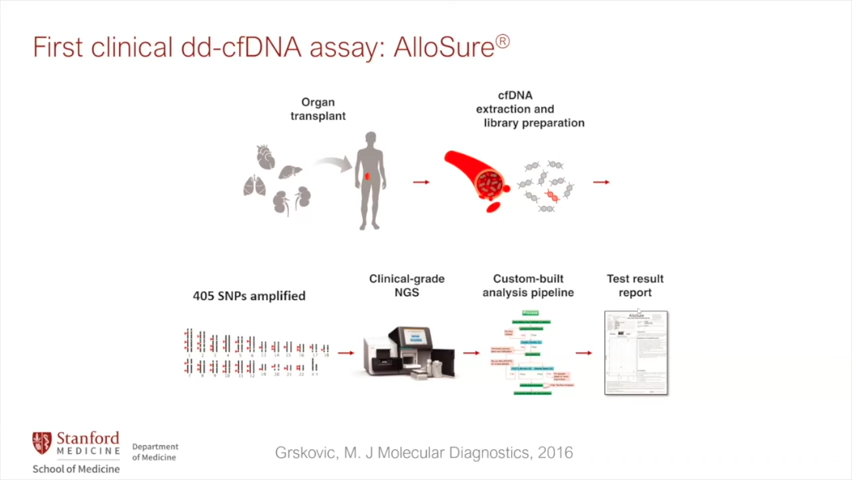 First clinical dd-cfDNA assay: AlloSure®
Organ
transplant
cfDNA
extraction and
library preparation
405 SNPs amplified
Clinical-grade
NGS
Custom-built
analysis pipeline
Test result
report
Stanford
MEDICINE
School of Medicine
Department
of Medicine
Grskovic, M. J Molecular Diagnostics, 2016